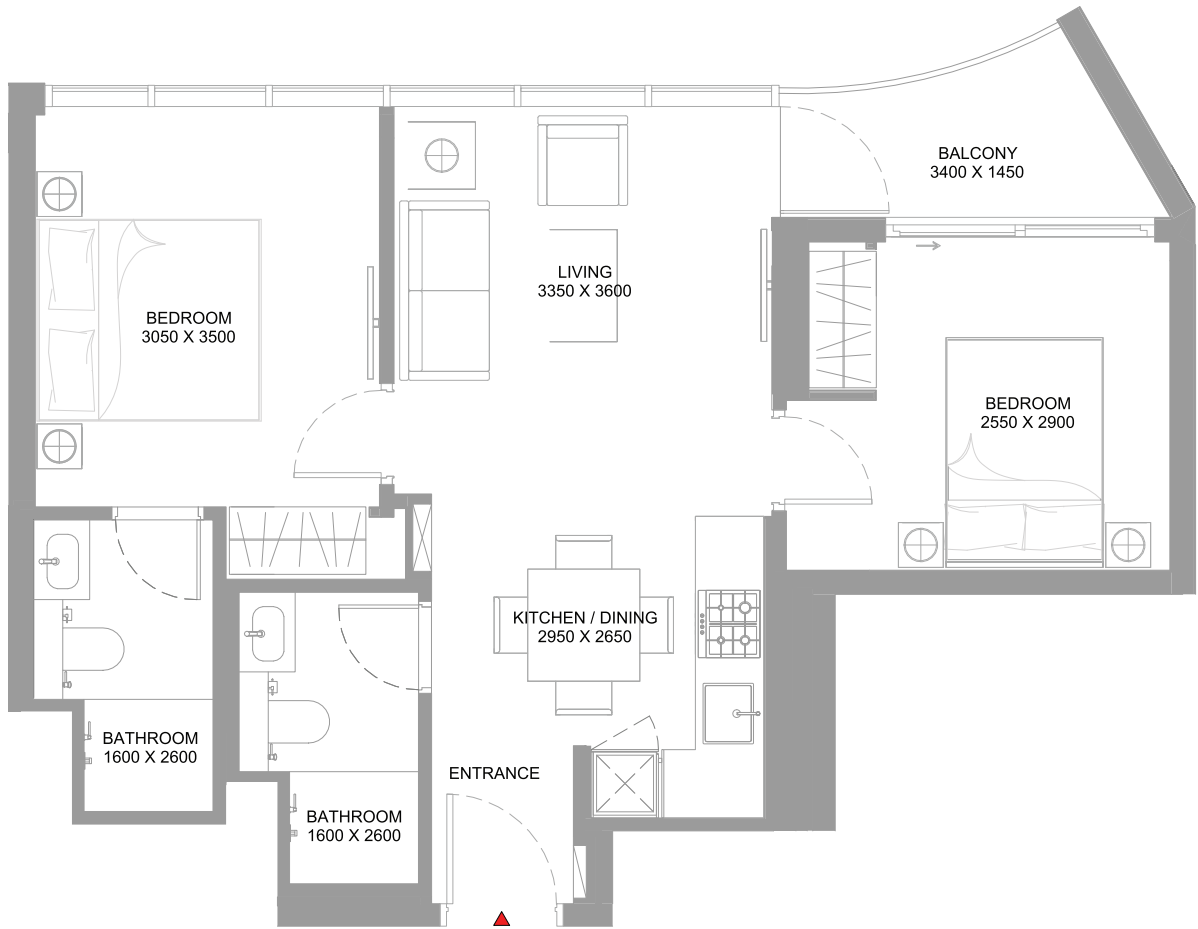 BALCONY
3400 X 1450
LIVING
3350 X 3600
BEDROOM
3050 X 3500
BEDROOM
2550 X 2900
KITCHEN / DINING
2950 X 2650
BATHROOM
1600 X 2600
ENTRANCE
BATHROOM
1600 X 2600